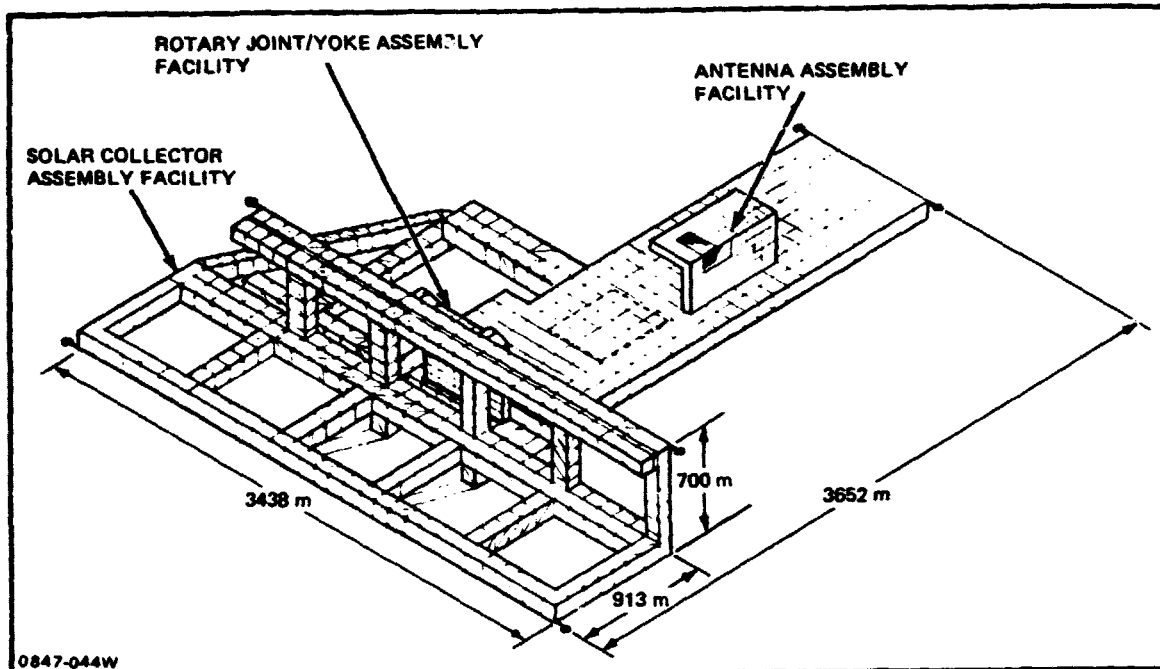 ROTARY JOINT/YOKE ASSEMBLY
FACILITY
ANTENNA ASSEMBLY
FACILITY
SOLAR COLLECTOR
ASSEMBLY FACILITY
700 m
3438 m
3652 m
913 m
0847-044W